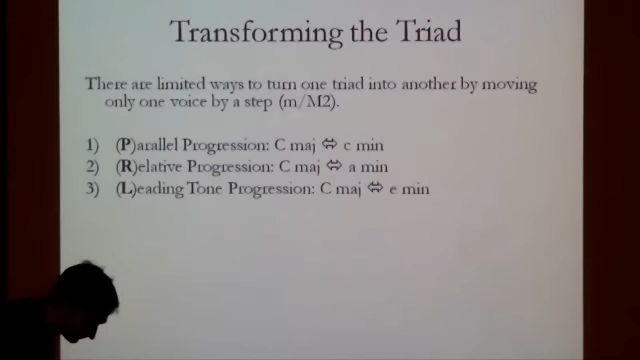 Transforming the Triad
There are limited ways to turn one triad into another by moving
only one voice by a step (m/M2).
1) (P)arallel Progression: C maj ⇔ c min
2) (R)elative Progression: C maj ⇔ a min
3) (L)eading Tone Progression: C maj ⇔ e min